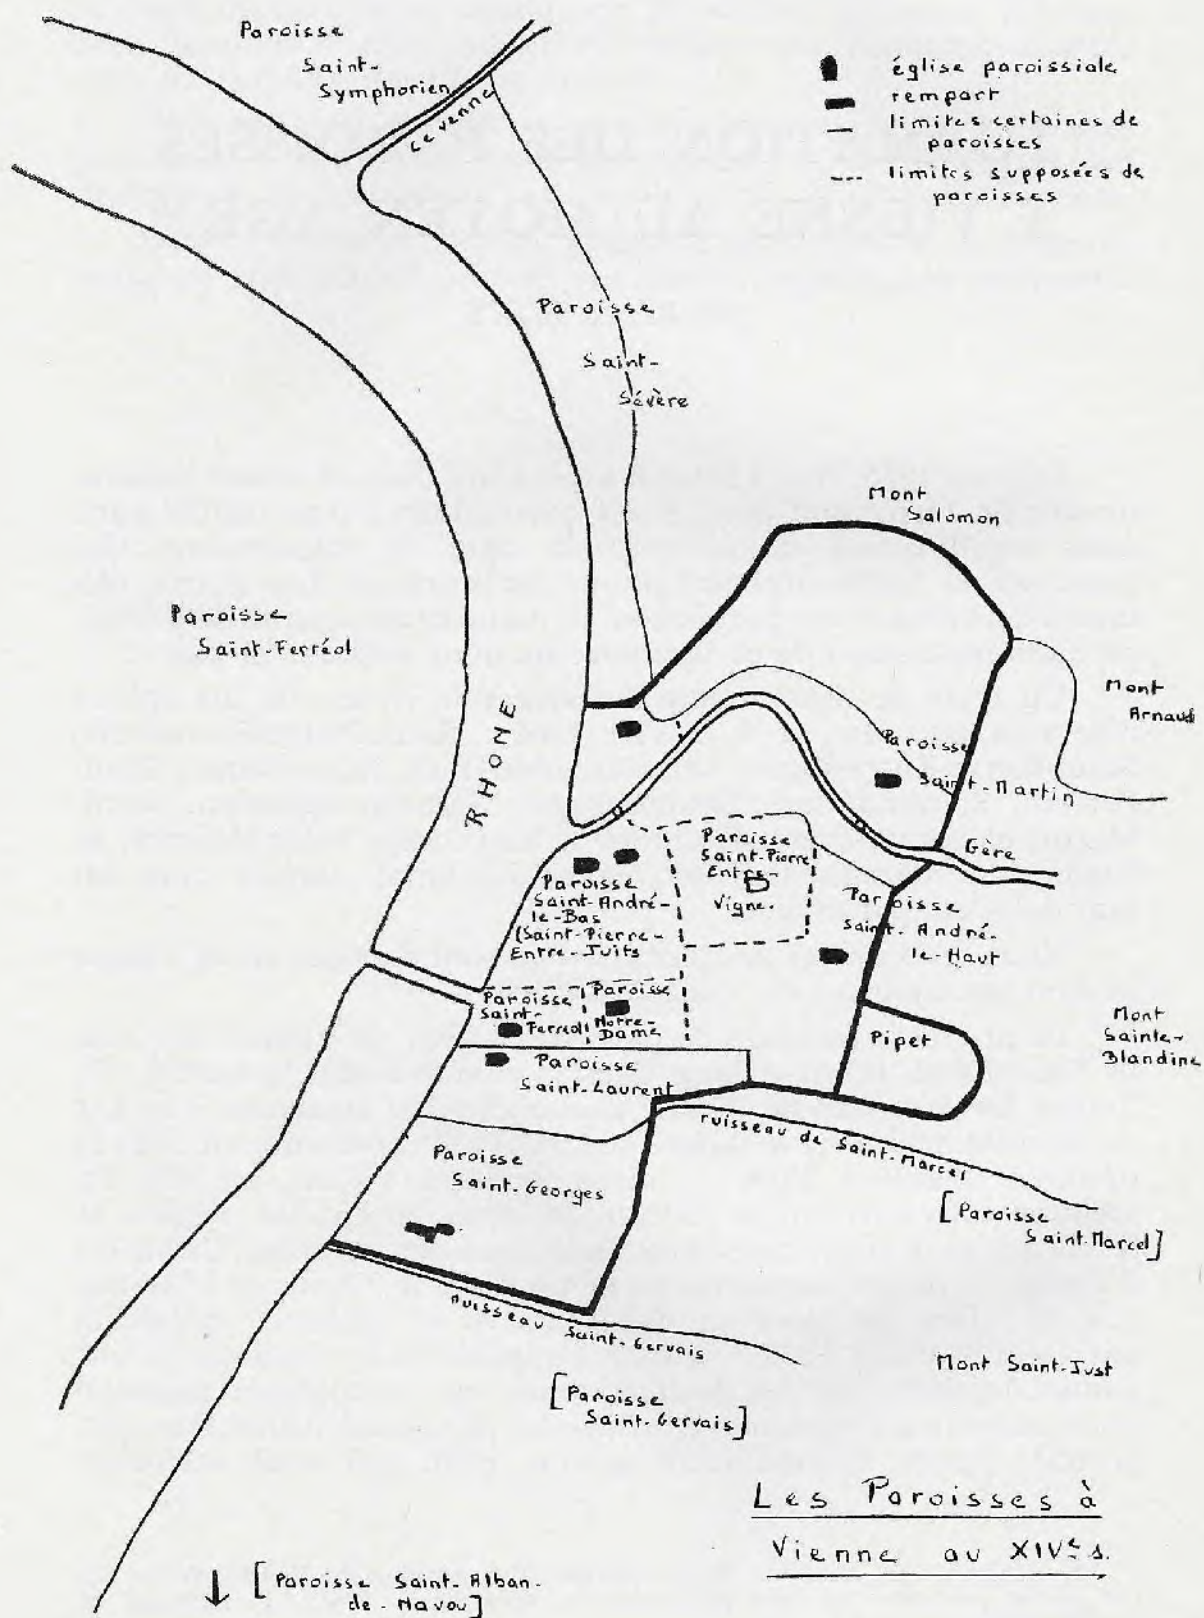 Paroisse
Saint-
Symphorien
Levenne
église paroissiale
rempart
limites certaines de
paroisses
limites supposées de
paroisses
Paroisse
Saint-
Sévère
Mont
Salomon
Paroisse
Saint-Ferréol
RHONE
Mont
Arnaud
Paroisse
Saint-Martin
Gère
Paroisse
Saint-Pierre
Entre-
Vigne.
Paroisse
Saint-André-
le-Bas
(Saint-Pierre-
Entre-Juifs
Paroisse
Saint-André-
le-Haut
Paroisse
Saint-
Ferréol
Paroisse
Notre-
Dame
Pipet
Mont
Sainte-
Blandine
Paroisse
Saint-Laurent
ruisseau de Saint-Marcel
Paroisse
Saint-Georges
[Paroisse
Saint-Marcel]
ruisseau Saint-Gervais
Mont Saint-Just
[Paroisse
Saint-Gervais]
Les Paroisses à
Vienne au XIVe s.
[Paroisse Saint-Alban-
de-Mavou]